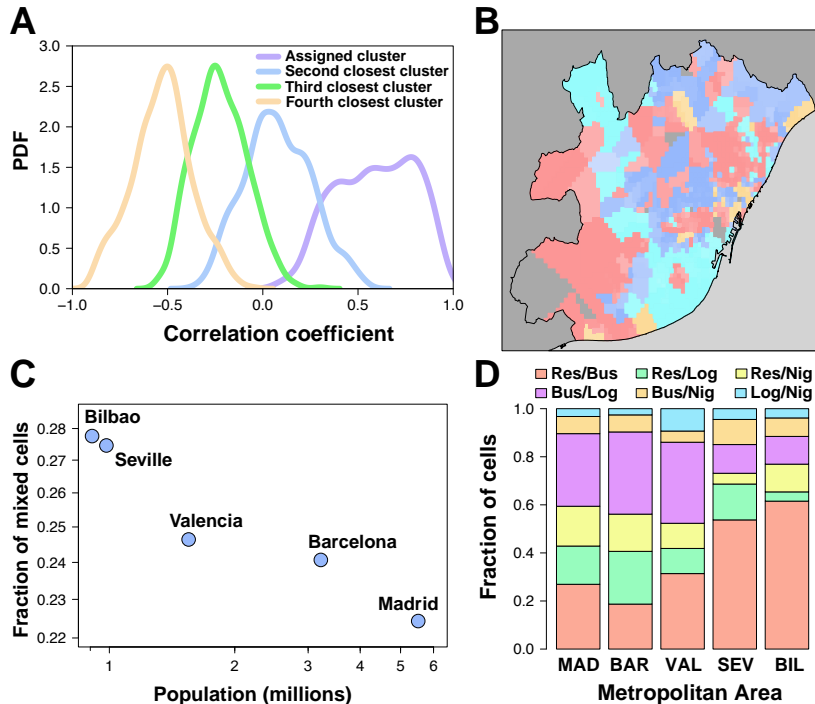 A
3.0
2.5
2.0
1.5
1.0
0.5
0.0
PDF
Assigned cluster
Second closest cluster
Third closest cluster
Fourth closest cluster
−1.0 −0.5 0.0 0.5 1.0
Correlation coefficient
B
C
0.28
0.27
0.26
0.25
0.24
0.23
0.22
Fraction of mixed cells
Bilbao
Seville
Valencia
Barcelona
Madrid
1 2 3 4 5 6
Population (millions)
D
Res/Bus Res/Log Res/Nig
Bus/Log Bus/Nig Log/Nig
1.0
0.8
0.6
0.4
0.2
0.0
Fraction of cells
MAD BAR VAL SEV BIL
Metropolitan Area